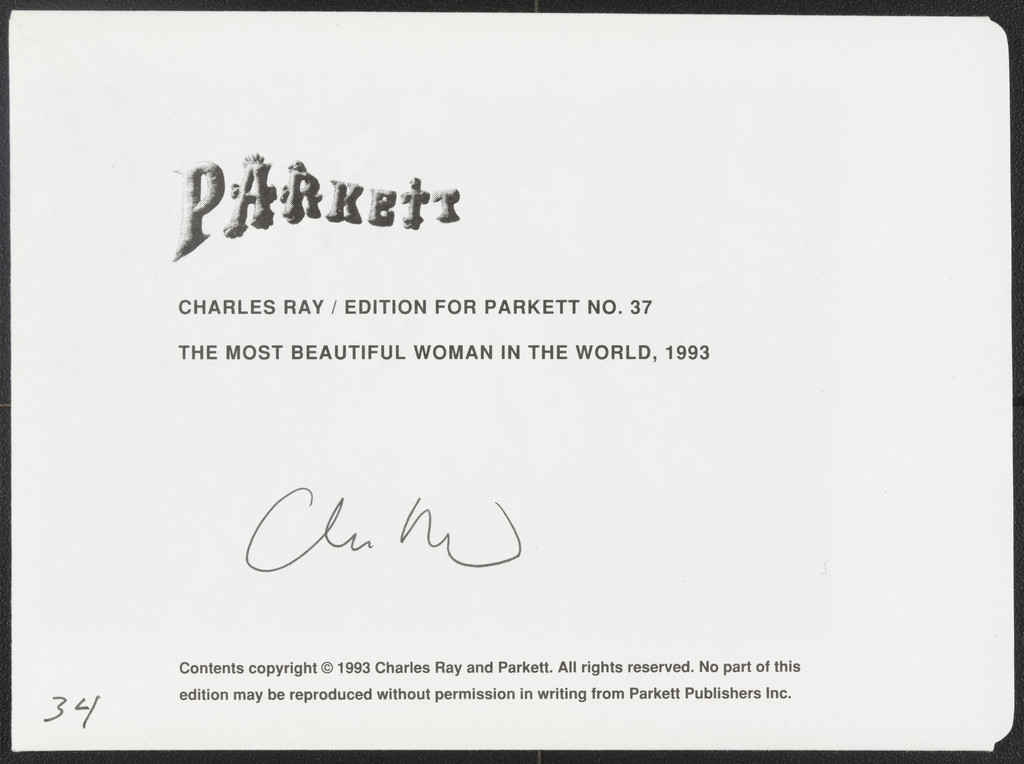 PARKETT
CHARLES RAY / EDITION FOR PARKETT NO. 37
THE MOST BEAUTIFUL WOMAN IN THE WORLD, 1993
Contents copyright © 1993 Charles Ray and Parkett. All rights reserved. No part of this
edition may be reproduced without permission in writing from Parkett Publishers Inc.
34